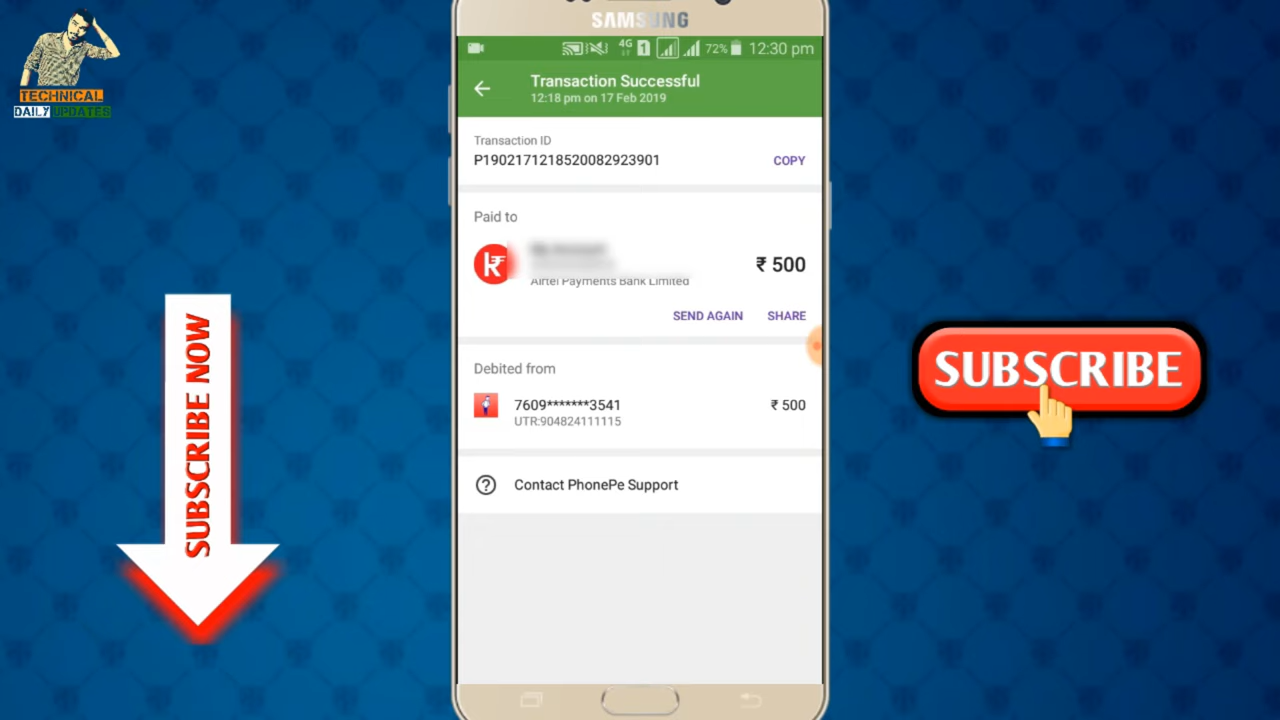 TECHNICAL
DAILY UPDATES
SUBSCRIBE NOW
SAMSUNG
4G 1 72% 12:30 pm
Transaction Successful
12:18 pm on 17 Feb 2019
Transaction ID
P1902171218520082923901 COPY
Paid to
₹ 500
Airtel Payments Bank Limited
SEND AGAIN SHARE
Debited from
7609*******3541 ₹ 500
UTR:904824111115
Contact PhonePe Support
SUBSCRIBE